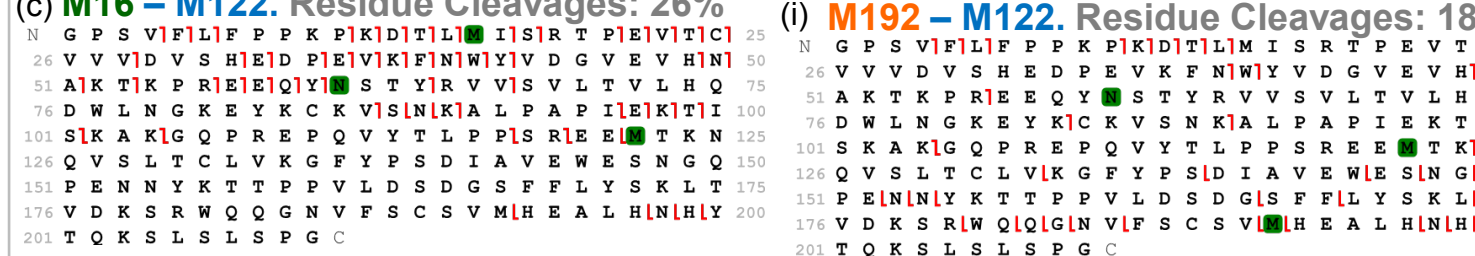 (c) M16 – M122. Residue Cleavages: 26%
N G P S V F L F P P K P K D T L M I S R T P E V T C 25
26 V V V D V S H E D P E V K F N W Y V D G V E V H N 50
51 A K T K P R E E Q Y N S T Y R V V S V L T V L H Q 75
76 D W L N G K E Y K C K V S N K A L P A P I E K T I 100
101 S K A K G Q P R E P Q V Y T L P P S R E E M T K N 125
126 Q V S L T C L V K G F Y P S D I A V E W E S N G Q 150
151 P E N N Y K T T P P V L D S D G S F F L Y S K L T 175
176 V D K S R W Q Q G N V F S C S V M H E A L H N H Y 200
201 T Q K S L S L S P G C
(i) M192 – M122. Residue Cleavages: 18
N G P S V F L F P P K P K D T L M I S R T P E V T
26 V V V D V S H E D P E V K F N W Y V D G V E V H
51 A K T K P R E E Q Y N S T Y R V V S V L T V L H
76 D W L N G K E Y K C K V S N K A L P A P I E K T
101 S K A K G Q P R E P Q V Y T L P P S R E E M T K
126 Q V S L T C L V K G F Y P S D I A V E W E S N G
151 P E N N Y K T T P P V L D S D G S F F L Y S K L
176 V D K S R W Q Q G N V F S C S V M H E A L H N H
201 T Q K S L S L S P G C